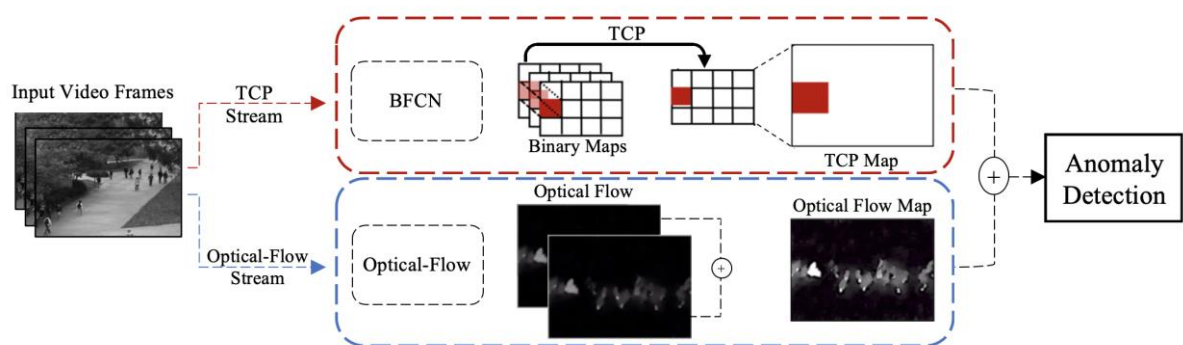 Input Video Frames
TCP
Stream
Optical-Flow
Stream
BFCN
TCP
Binary Maps
TCP Map
Optical-Flow
Optical Flow
+
Optical Flow Map
+
Anomaly
Detection